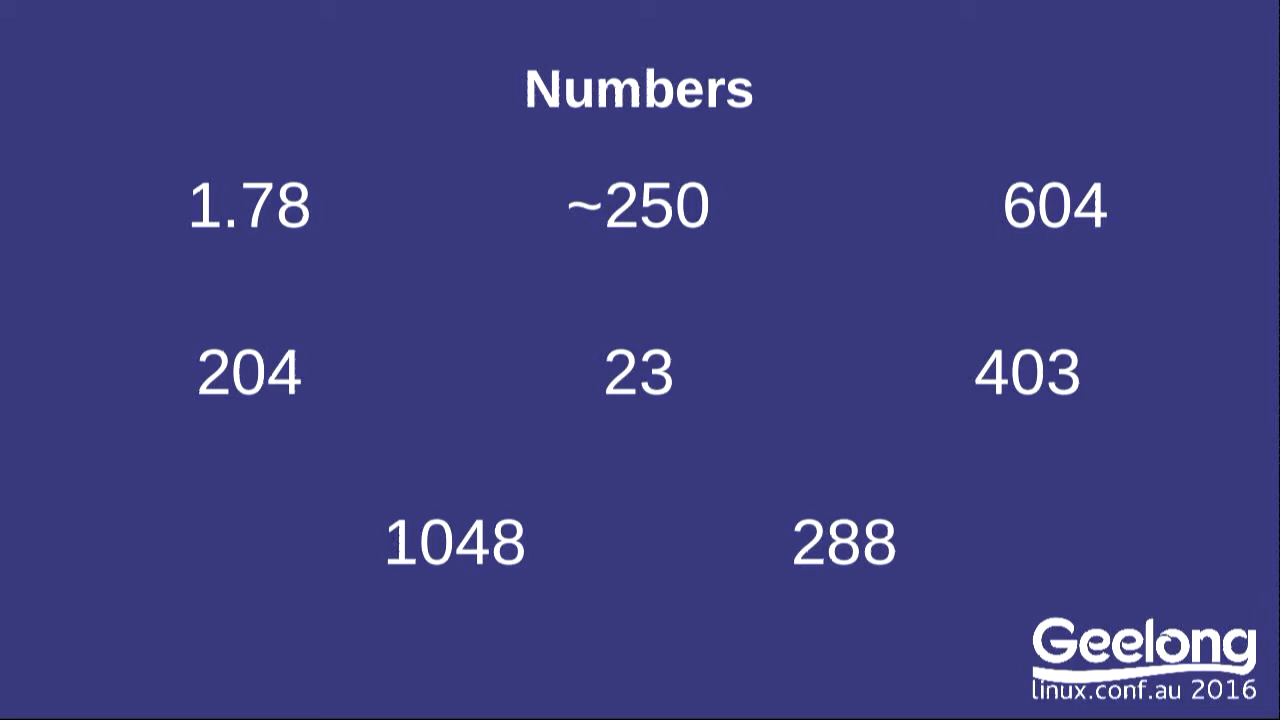 Numbers
1.78 ~250 604
204 23 403
1048 288
Geelong
linux.conf.au 2016